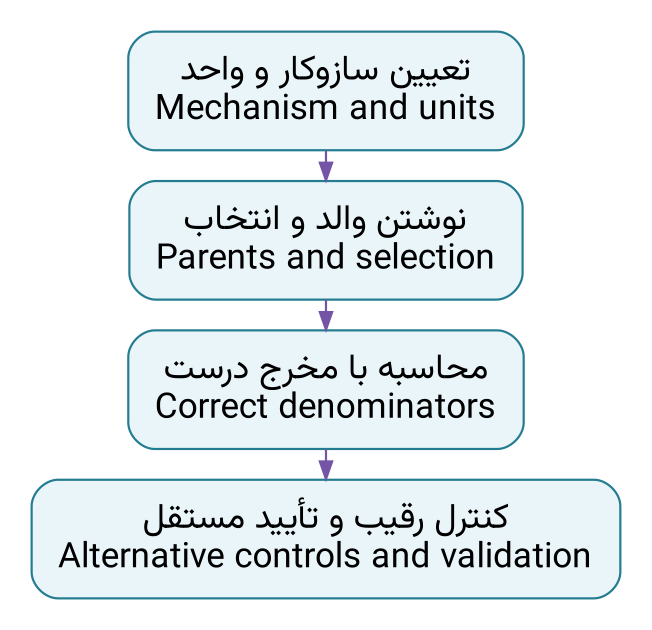 تعیین سازوکار و واحد
Mechanism and units
نوشتن والد و انتخاب
Parents and selection
محاسبه با مخرج درست
Correct denominators
کنترل رقیب و تأیید مستقل
Alternative controls and validation